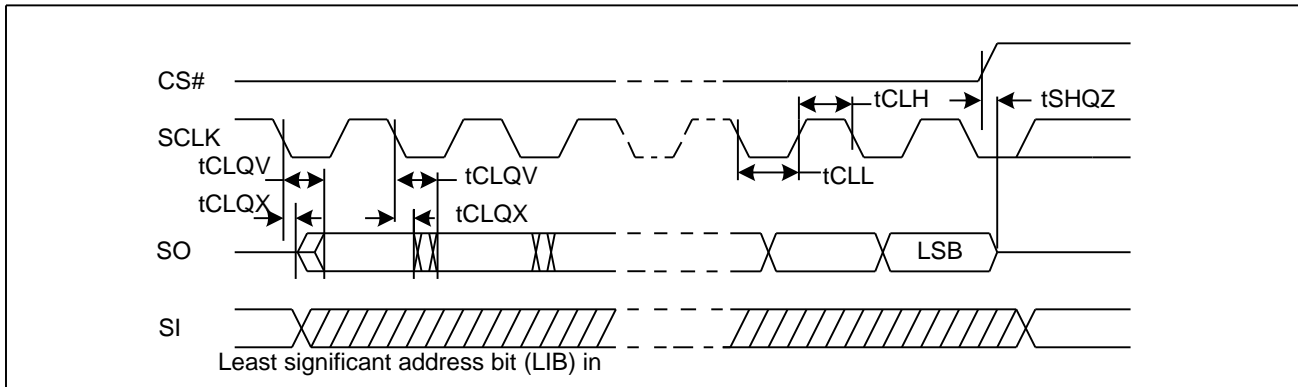 CS#
tCLH
tSHQZ
SCLK
tCLQV
tCLQV
tCLL
tCLQX
tCLQX
SO
LSB
SI
Least significant address bit (LIB) in